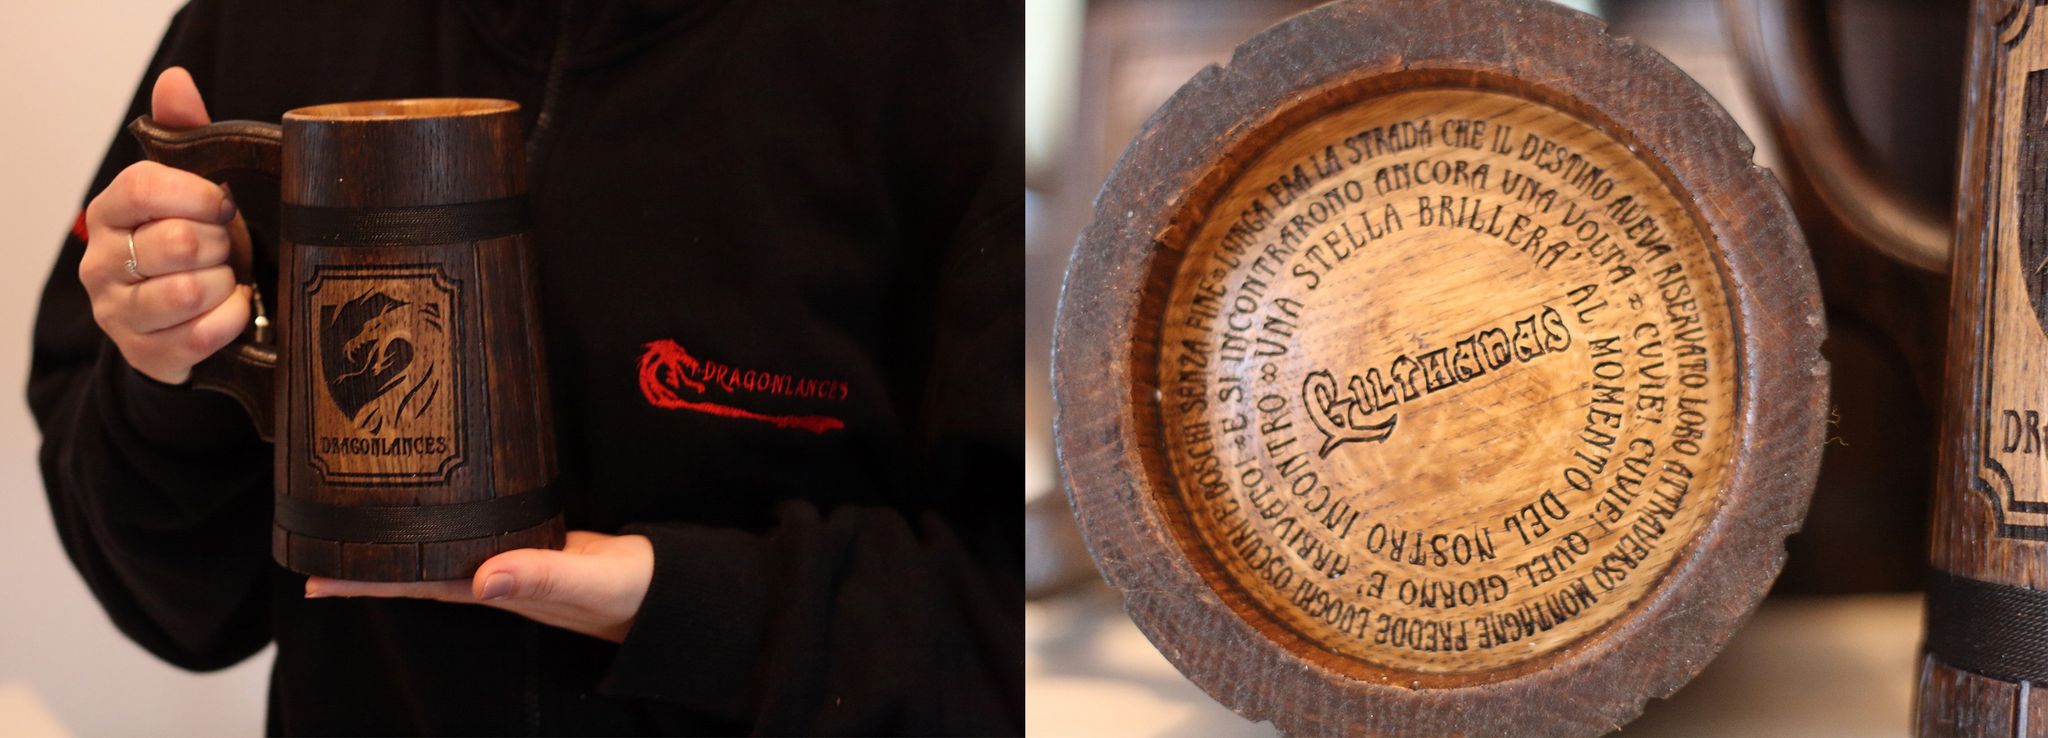 DRAGONLANCES
DRAGONLANCES
LUNGA ERA LA STRADA CHE IL DESTINO AVEVA RISERVATO LORO ATTRAVERSO MONTAGNE FREDDE LUOGHI OSCURI E BOSCHI SENZA FINE ∞
E SI INCONTRARONO ANCORA UNA VOLTA ∞ CUVIE! CUVIE! QUEL GIORNO E' ARRIVATO! ∞
UNA STELLA BRILLERA' AL MOMENTO DEL NOSTRO INCONTRO ∞
GILTHANAS